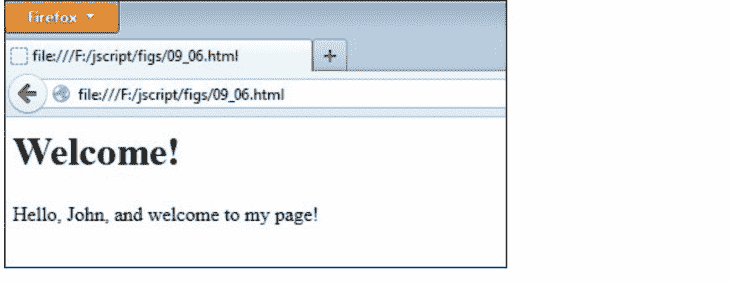 Firefox
file:///F:/jscript/figs/09_06.html
file:///F:/jscript/figs/09_06.html
Welcome!
Hello, John, and welcome to my page!